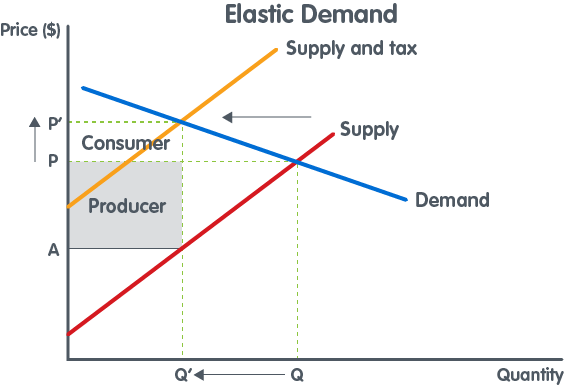 Elastic Demand
Price ($)
Supply and tax
P'
Consumer
Supply
P
Producer
Demand
A
Q'
Q
Quantity